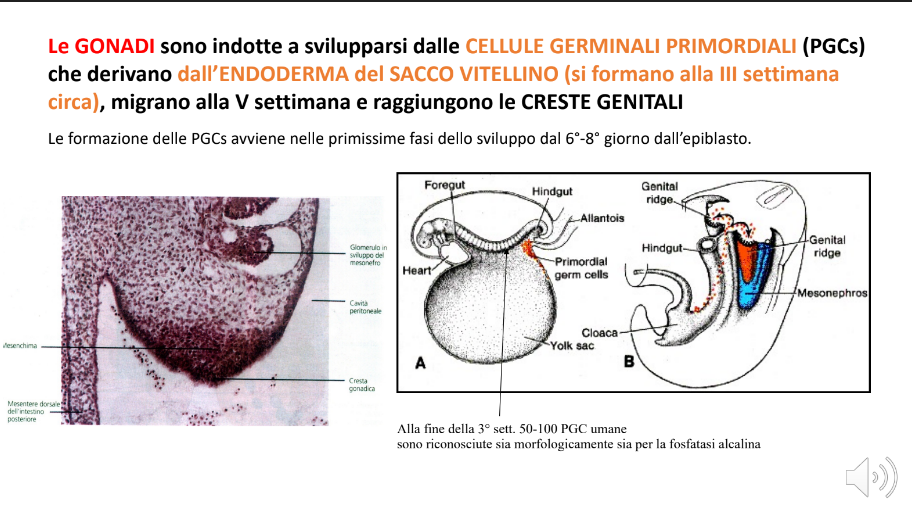 Le GONADI sono indotte a svilupparsi dalle CELLULE GERMINALI PRIMORDIALI (PGCs)
che derivano dall'ENDODERMA del SACCO VITELLINO (si formano alla III settimana
circa), migrano alla V settimana e raggiungono le CRESTE GENITALI
Le formazione delle PGCs avviene nelle primissime fasi dello sviluppo dal 6°-8° giorno dall'epiblasto.
Glomerulo in
sviluppo del
mesonefro
Cavità
peritoneale
Mesenchima
Cresta
gonadica
Mesentere dorsale
dell'intestino
posteriore
Foregut
Hindgut
Allantois
Heart
Primordial
germ cells
Yolk sac
A
Genital
ridge
Hindgut
Genital
ridge
Mesonephros
Cloaca
B
Alla fine della 3° sett. 50-100 PGC umane
sono riconosciute sia morfologicamente sia per la fosfatasi alcalina